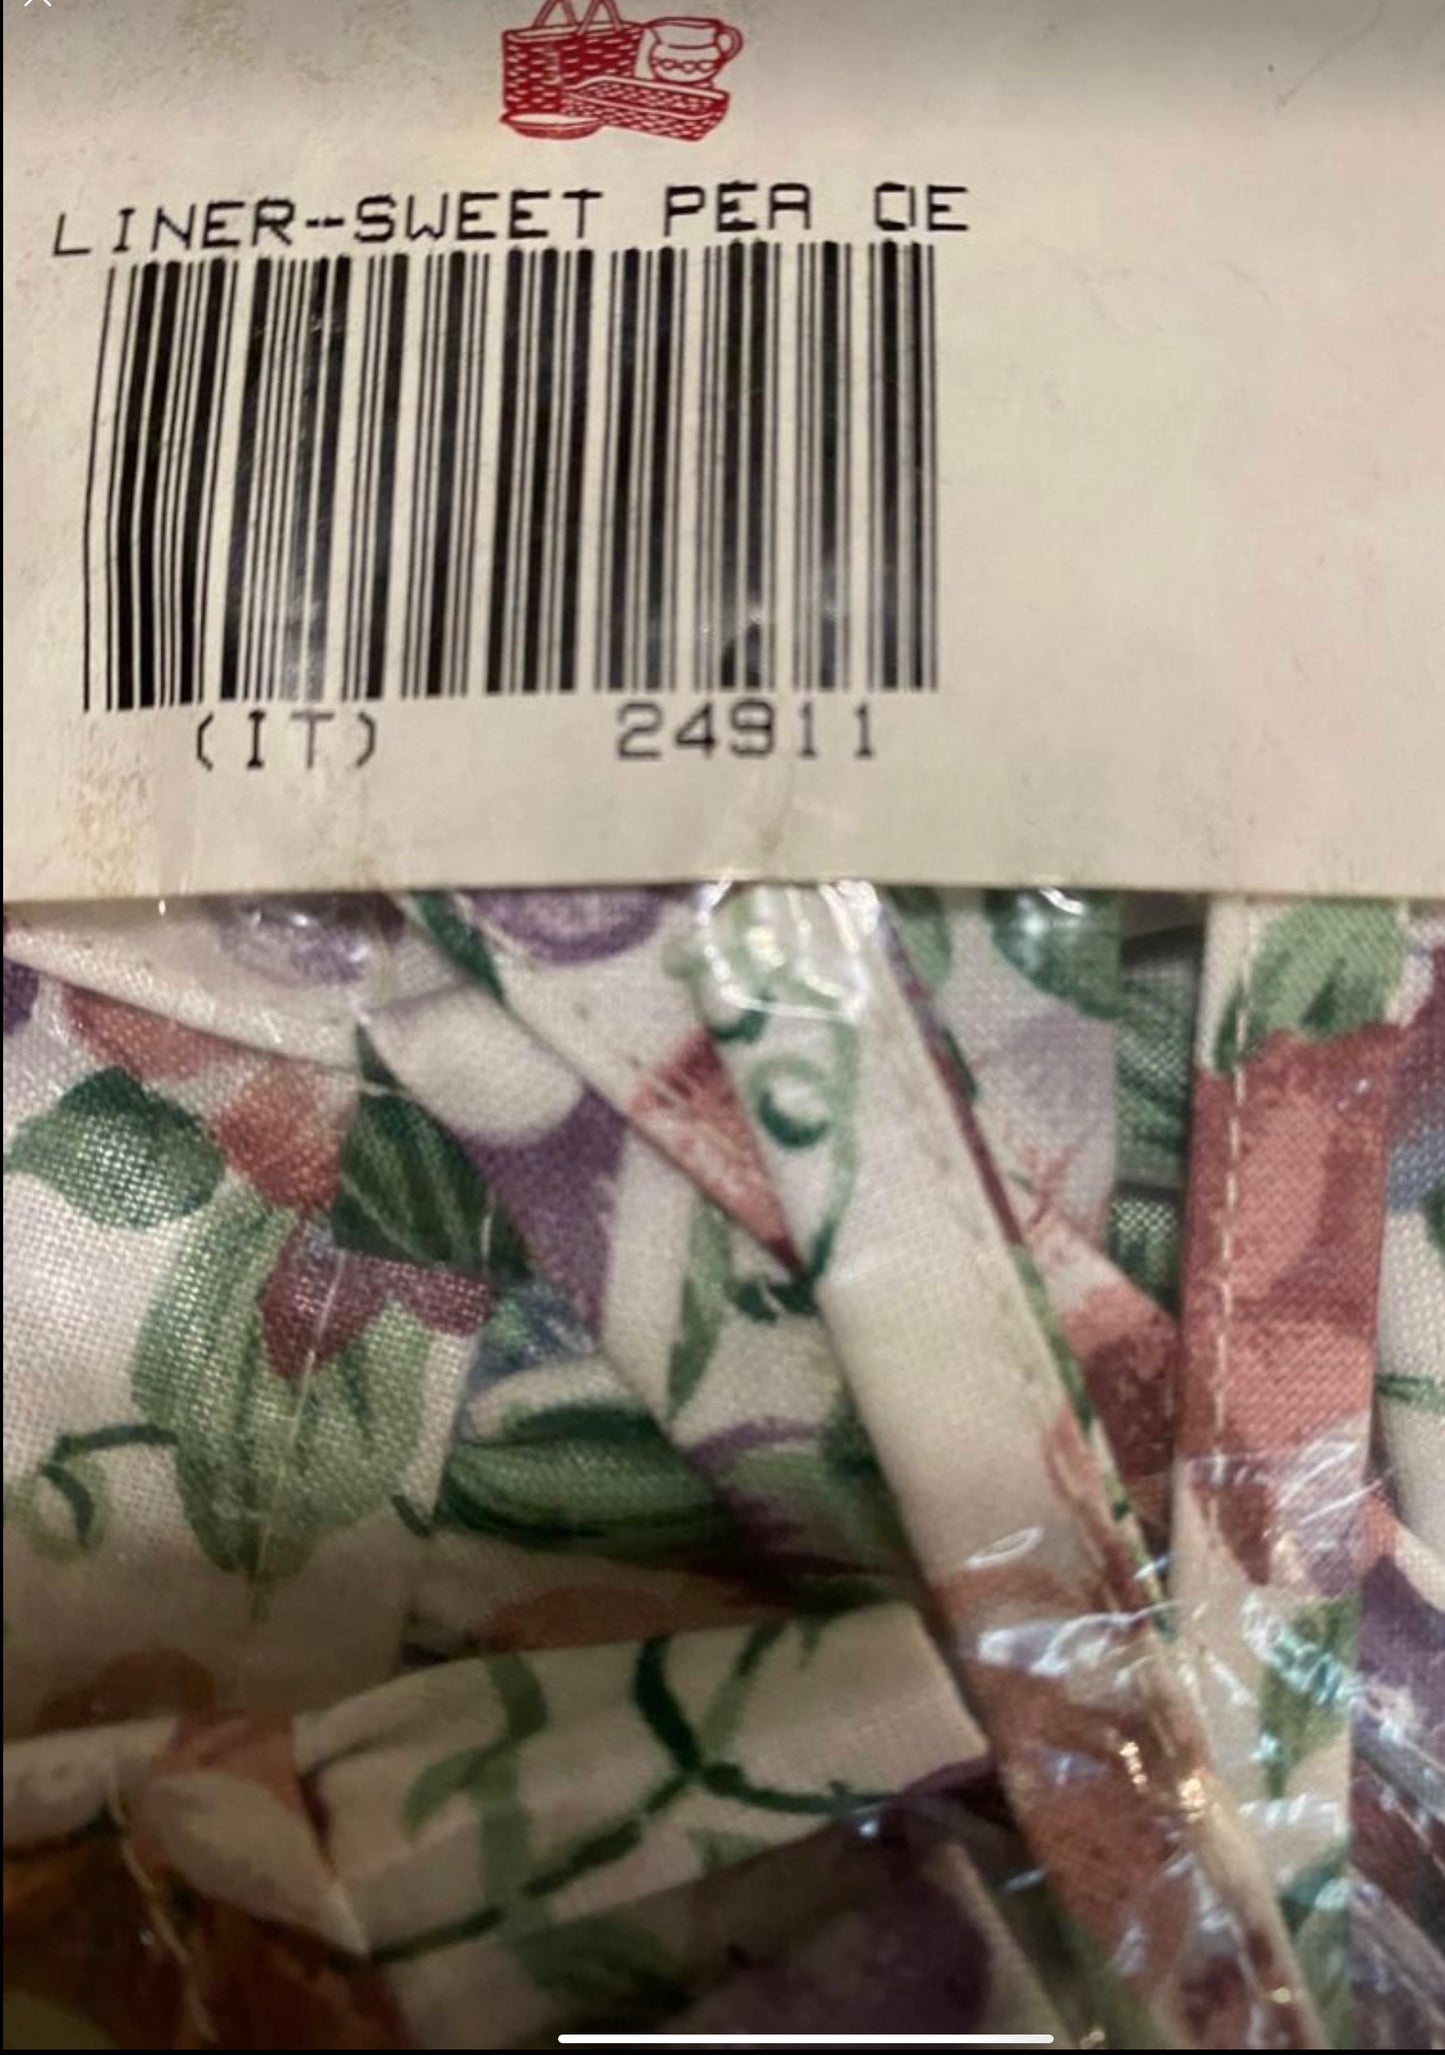 LINER--SWEET PEA OE
(IT) 24911